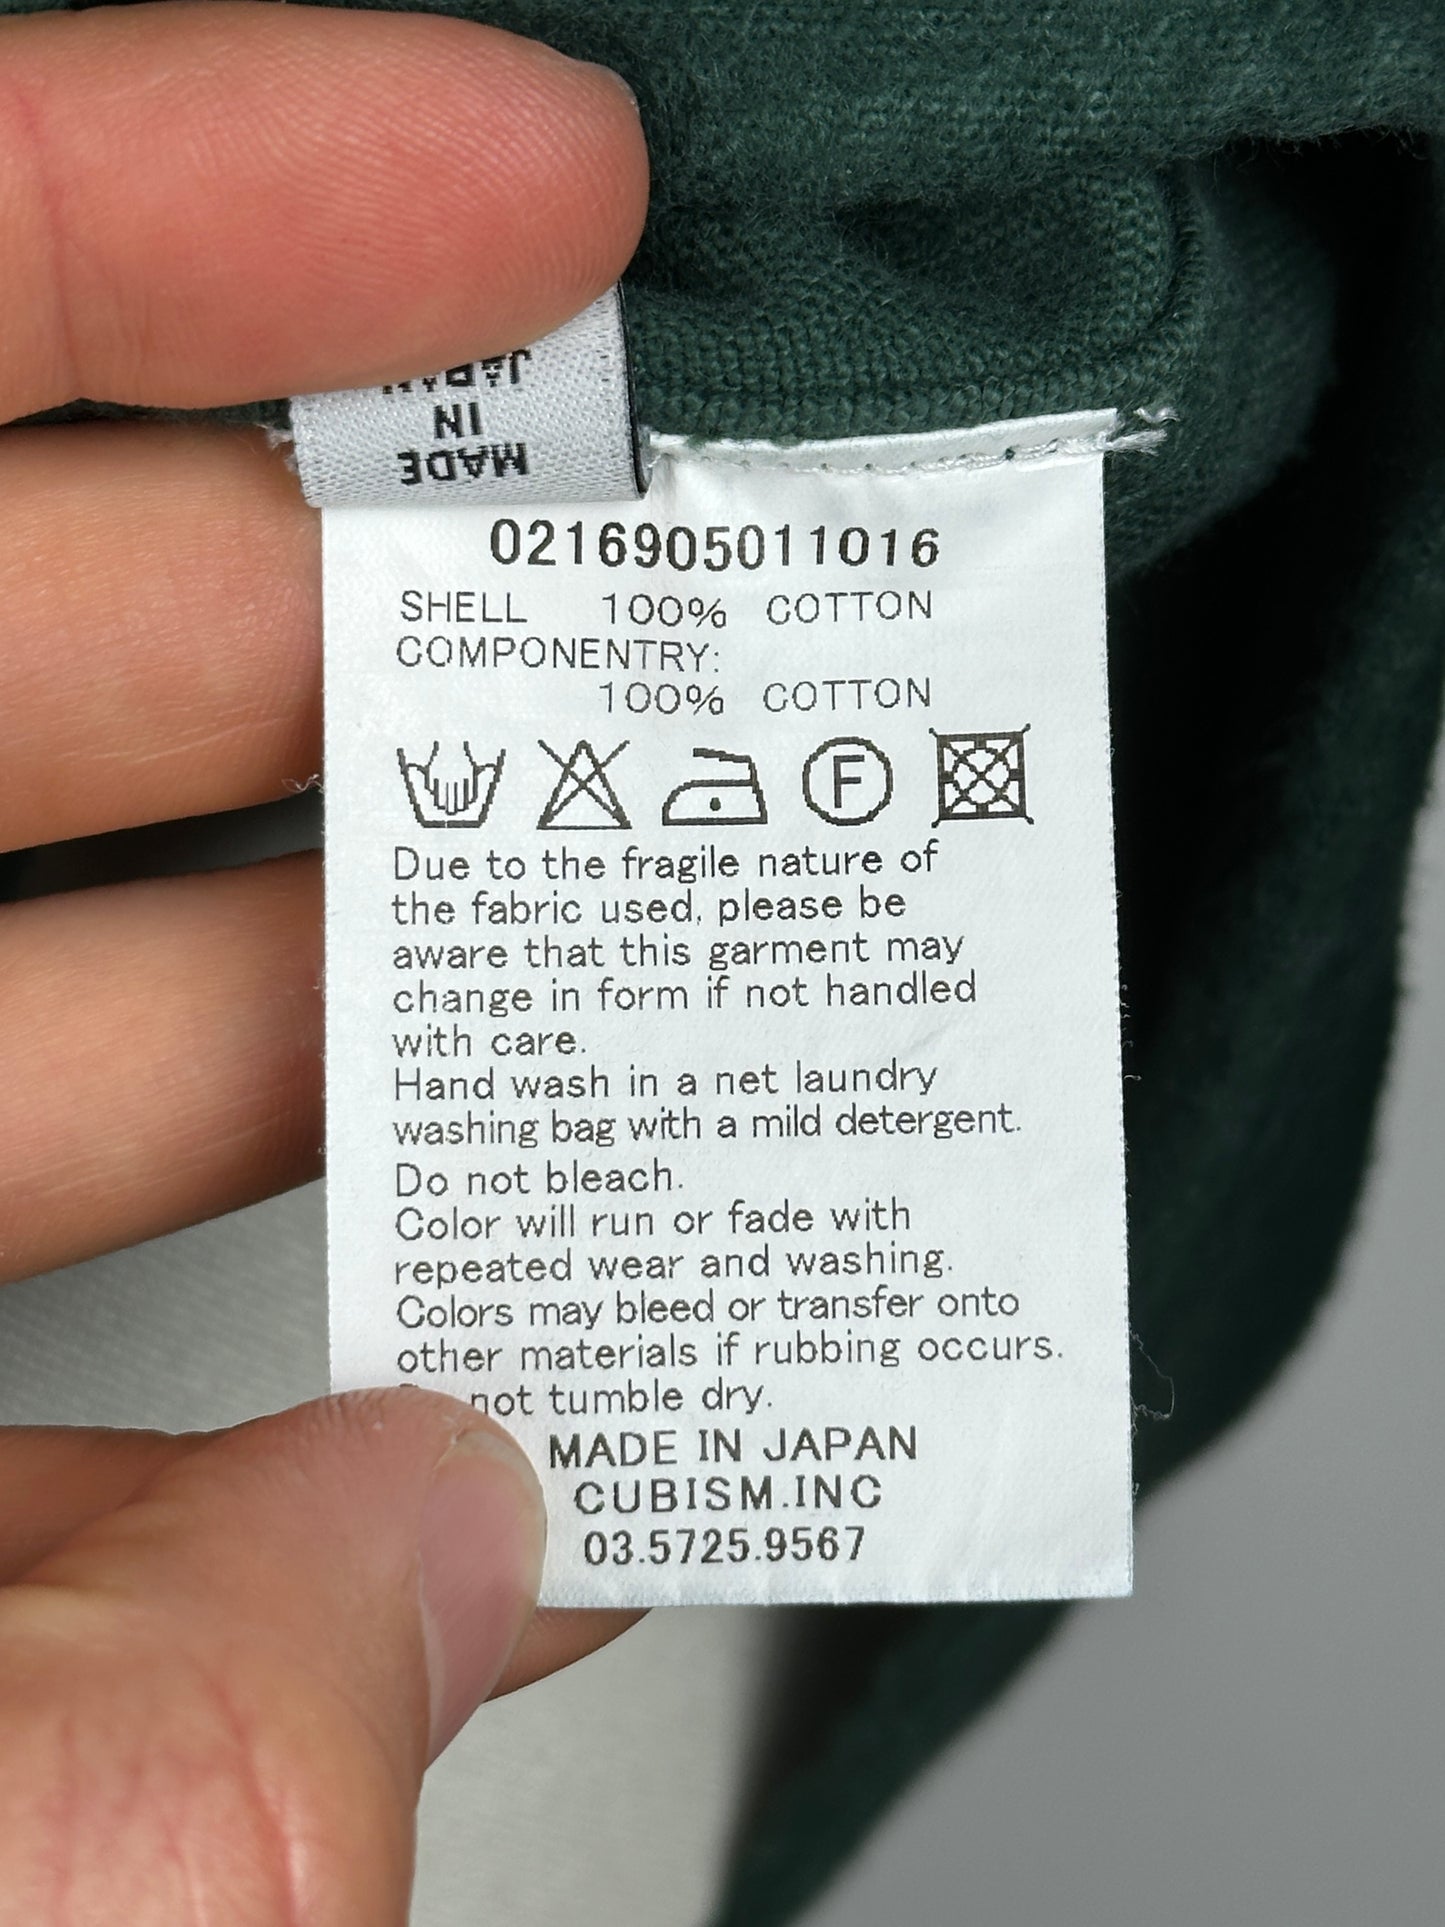 MADE
IN
JAPAN
0216905011016
SHELL 100% COTTON
COMPONENTRY:
100% COTTON
F
Due to the fragile nature of
the fabric used, please be
aware that this garment may
change in form if not handled
with care.
Hand wash in a net laundry
washing bag with a mild detergent.
Do not bleach.
Color will run or fade with
repeated wear and washing.
Colors may bleed or transfer onto
other materials if rubbing occurs.
not tumble dry.
MADE IN JAPAN
CUBISM.INC
03.5725.9567